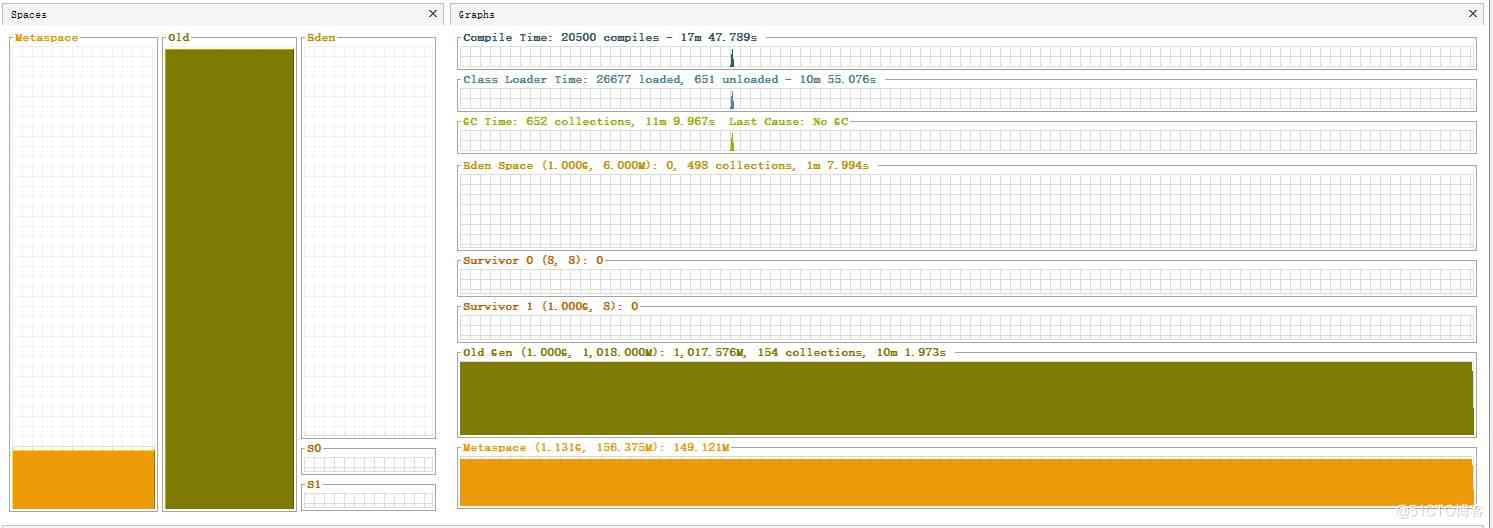 Spaces
Graphs
Metaspace
Old
Eden
S0
S1
Compile Time: 20500 compiles - 17m 47.789s
Class Loader Time: 26677 loaded, 651 unloaded - 10m 55.076s
GC Time: 652 collections, 11m 9.967s Last Cause: No GC
Eden Space (1.000G, 6.000M): 0, 498 collections, 1m 7.994s
Survivor 0 (8, 8): 0
Survivor 1 (1.000G, 8): 0
Old Gen (1.000G, 1,018.000M): 1,017.576M, 154 collections, 10m 1.973s
Metaspace (1.131G, 156.375M): 149.121M
@51CTO博客